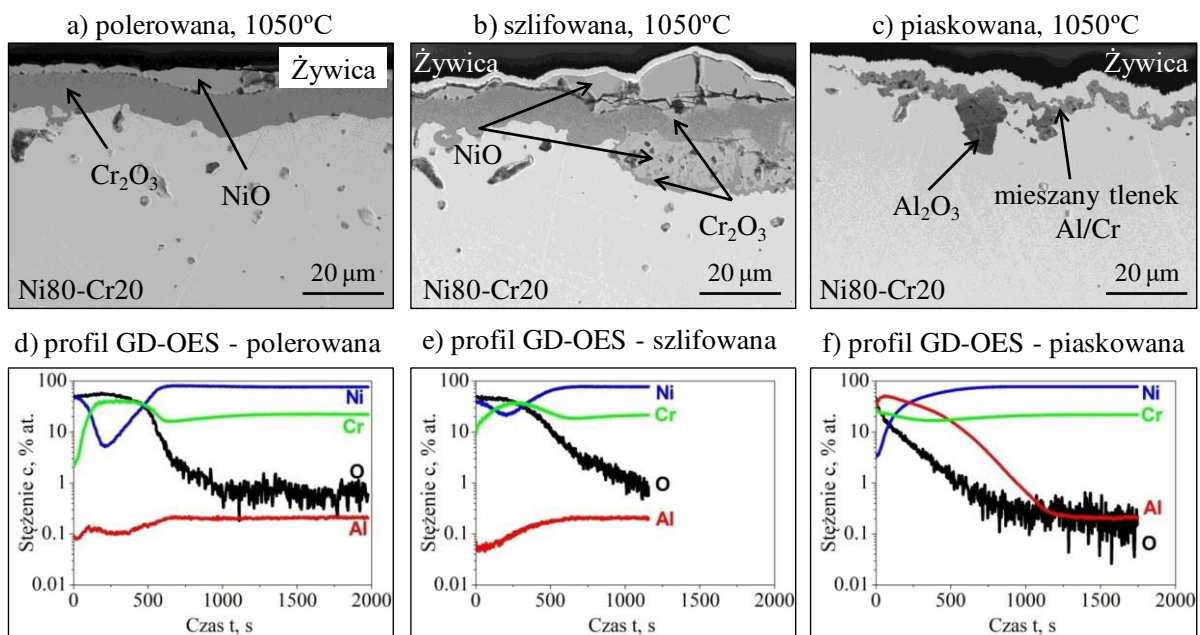 a) polerowana, 1050ºC
Żywica
Cr₂O₃
NiO
Ni80-Cr20
20 μm
b) szlifowana, 1050ºC
Żywica
NiO
Cr₂O₃
Ni80-Cr20
20 μm
c) piaskowana, 1050ºC
Żywica
Al₂O₃
mieszany tlenek
Al/Cr
Ni80-Cr20
20 μm
d) profil GD-OES - polerowana
Stężenie c, % at.
100
10
1
0.1
0.01
Ni
Cr
O
Al
0
500
1000
1500
2000
Czas t, s
e) profil GD-OES - szlifowana
Stężenie c, % at.
100
10
1
0.1
0.01
Ni
Cr
O
Al
0
500
1000
1500
2000
Czas t, s
f) profil GD-OES - piaskowana
Stężenie c, % at.
100
10
1
0.1
0.01
Ni
Cr
Al
O
0
500
1000
1500
2000
Czas t, s